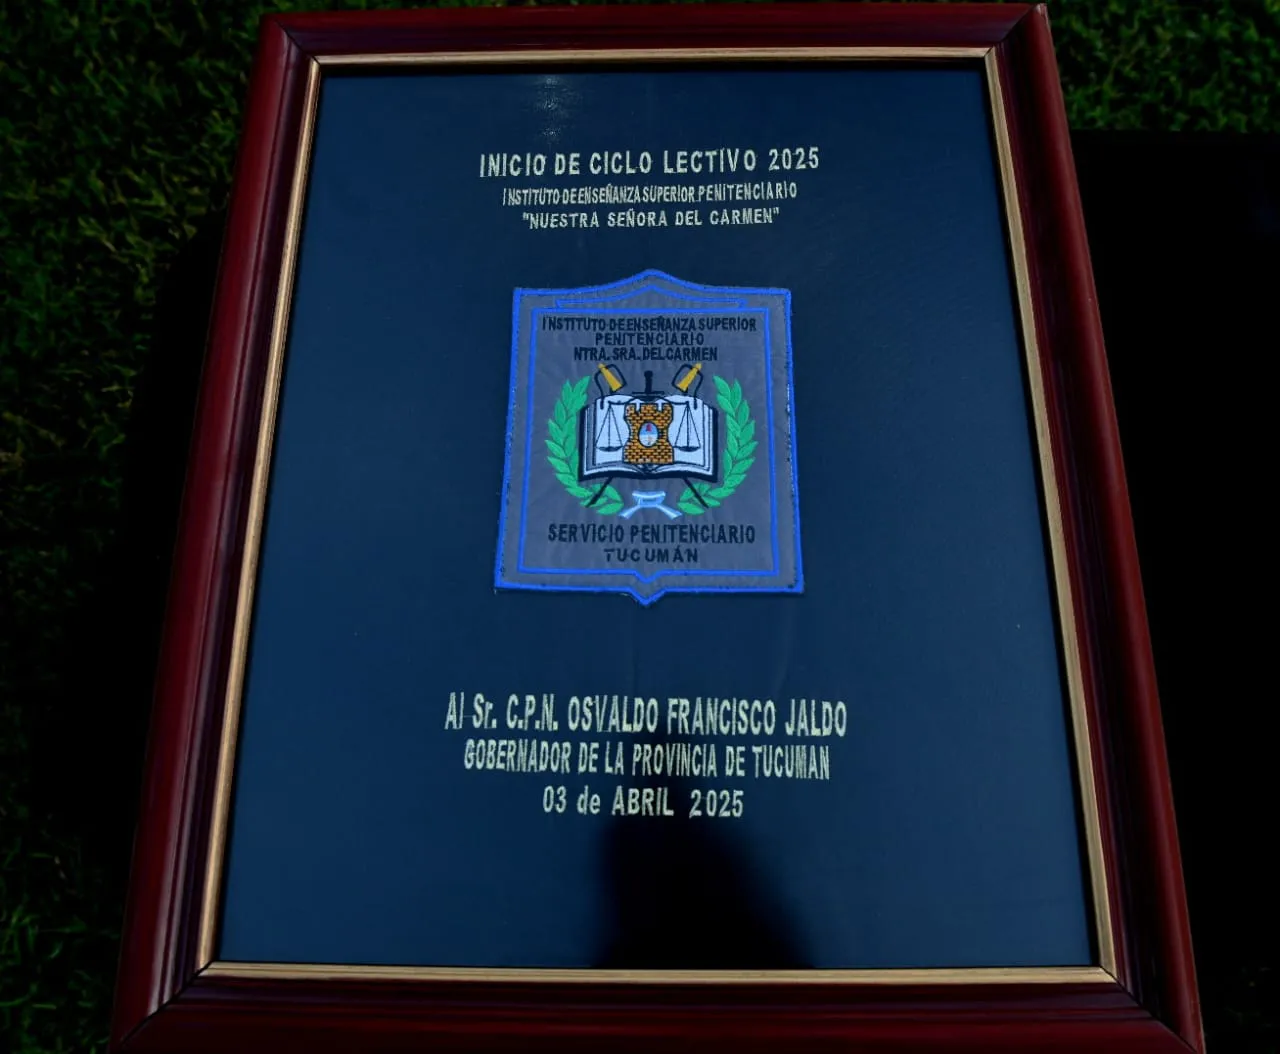 INICIO DE CICLO LECTIVO 2025
INSTITUTO DE ENSEÑANZA SUPERIOR PENITENCIARIO
"NUESTRA SEÑORA DEL CARMEN"
INSTITUTO DE ENSEÑANZA SUPERIOR
PENITENCIARIO
NTRA. SRA. DEL CARMEN
SERVICIO PENITENCIARIO
TUCUMÁN
Al Sr. C.P.N. OSVALDO FRANCISCO JALDO
GOBERNADOR DE LA PROVINCIA DE TUCUMAN
03 de ABRIL 2025